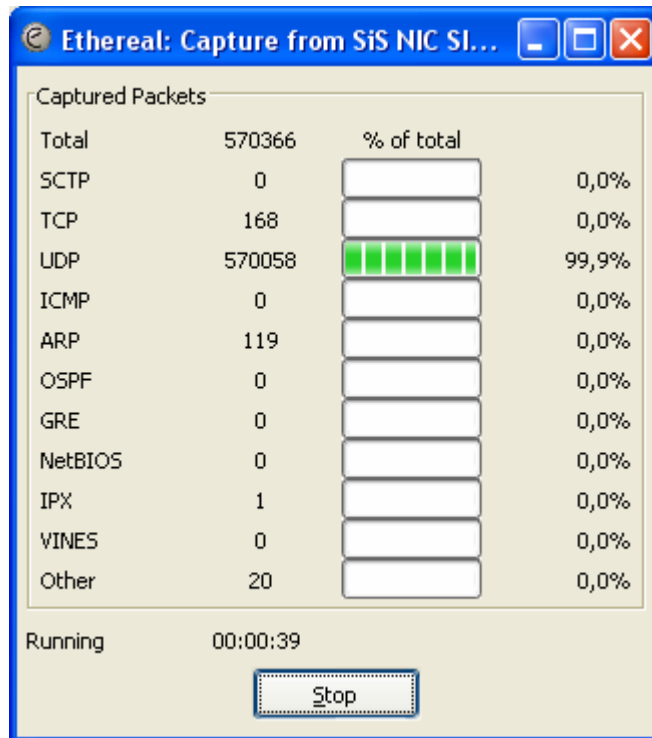 Ethereal: Capture from SiS NIC SI...
Captured Packets
Total 570366 % of total
SCTP 0 0,0%
TCP 168 0,0%
UDP 570058 99,9%
ICMP 0 0,0%
ARP 119 0,0%
OSPF 0 0,0%
GRE 0 0,0%
NetBIOS 0 0,0%
IPX 1 0,0%
VINES 0 0,0%
Other 20 0,0%
Running 00:00:39
Stop